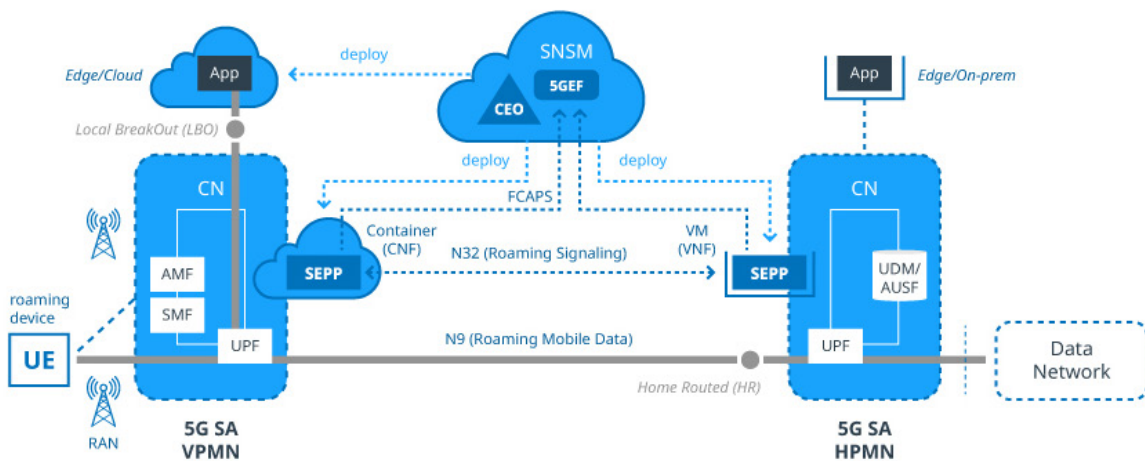 SNSM
5GEF
CEO
deploy
App
Edge/Cloud
App
Edge/On-prem
Local BreakOut (LBO)
deploy
deploy
CN
FCAPS
CN
Container
(CNF)
VM
(VNF)
N32 (Roaming Signaling)
SEPP
SEPP
AMF
SMF
UDM/
AUSF
roaming
device
UE
UPF
N9 (Roaming Mobile Data)
UPF
Data
Network
Home Routed (HR)
RAN
5G SA
VPMN
5G SA
HPMN